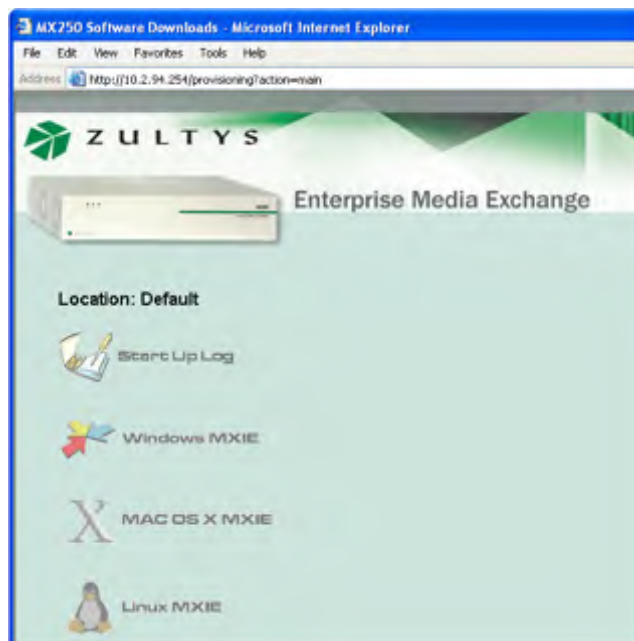 MX250 Software Downloads - Microsoft Internet Explorer
File Edit View Favorites Tools Help
Address http://10.2.94.254/provisioning?action=main
ZULTYS
Enterprise Media Exchange
Location: Default
Start Up Log
Windows MXIE
X MAC OS X MXIE
Linux MXIE